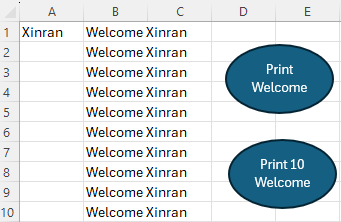 A B C D E
1 Xinran Welcome Xinran
2 Welcome Xinran
3 Welcome Xinran
4 Welcome Xinran
5 Welcome Xinran
6 Welcome Xinran
7 Welcome Xinran
8 Welcome Xinran
9 Welcome Xinran
10 Welcome Xinran
Print
Welcome
Print 10
Welcome